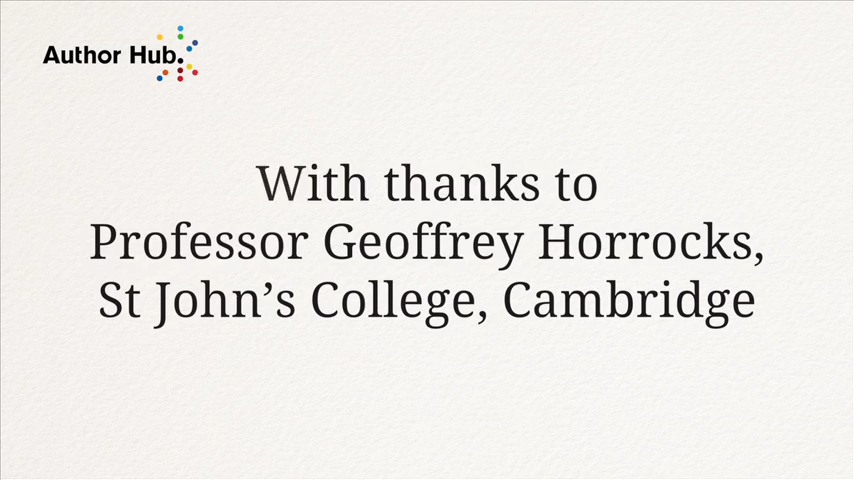 Author Hub.
With thanks to
Professor Geoffrey Horrocks,
St John’s College, Cambridge